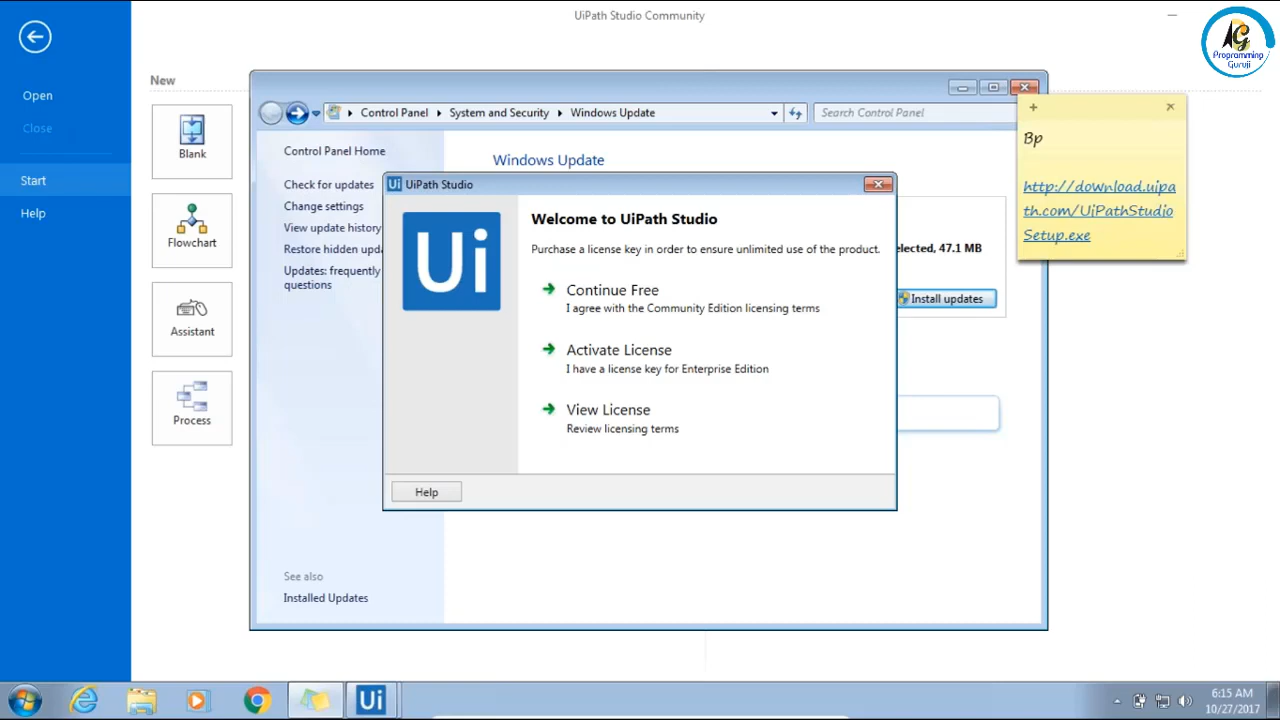 UiPath Studio Community
Programming
Guruji
Open
Close
Start
Help
New
Blank
Flowchart
Assistant
Process
Control Panel
System and Security
Windows Update
Search Control Panel
Control Panel Home
Check for updates
Change settings
View update history
Restore hidden upda
Updates: frequently
questions
See also
Installed Updates
Windows Update
elected, 47.1 MB
Install updates
Ui UiPath Studio
Ui
Welcome to UiPath Studio
Purchase a license key in order to ensure unlimited use of the product.
Continue Free
I agree with the Community Edition licensing terms
Activate License
I have a license key for Enterprise Edition
View License
Review licensing terms
Help
Bp
http://download.uipa
th.com/UiPathStudio
Setup.exe
Ui
6:15 AM
10/27/2017